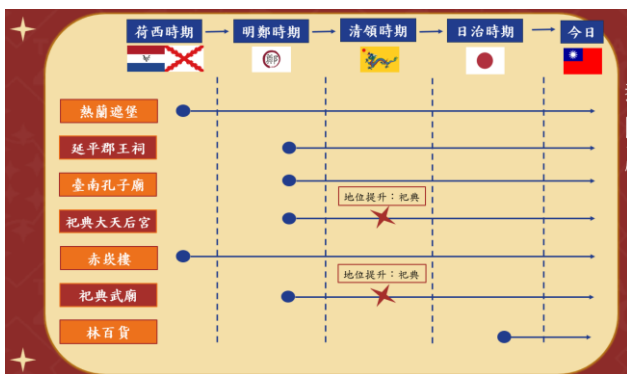 荷西時期
明鄭時期
清領時期
日治時期
今日
鄭
熱蘭遮堡
延平郡王祠
臺南孔子廟
地位提升：祀典
祀典大天后宮
赤崁樓
地位提升：祀典
祀典武廟
林百貨